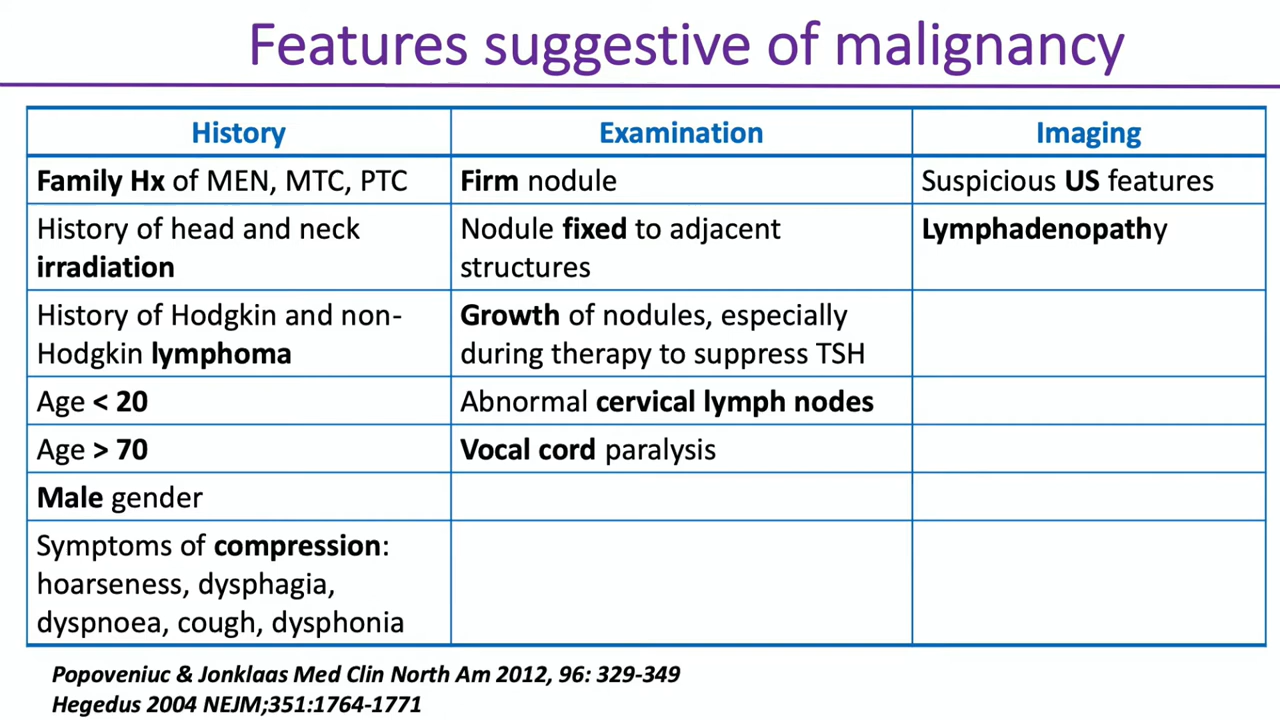 Features suggestive of malignancy
History
Examination
Imaging
Family Hx of MEN, MTC, PTC
Firm nodule
Suspicious US features
History of head and neck
irradiation
Nodule fixed to adjacent
structures
Lymphadenopathy
History of Hodgkin and non-
Hodgkin lymphoma
Growth of nodules, especially
during therapy to suppress TSH
Age < 20
Abnormal cervical lymph nodes
Age > 70
Vocal cord paralysis
Male gender
Symptoms of compression:
hoarseness, dysphagia,
dyspnoea, cough, dysphonia
Popoveniuc & Jonklaas Med Clin North Am 2012, 96: 329-349
Hegedus 2004 NEJM;351:1764-1771